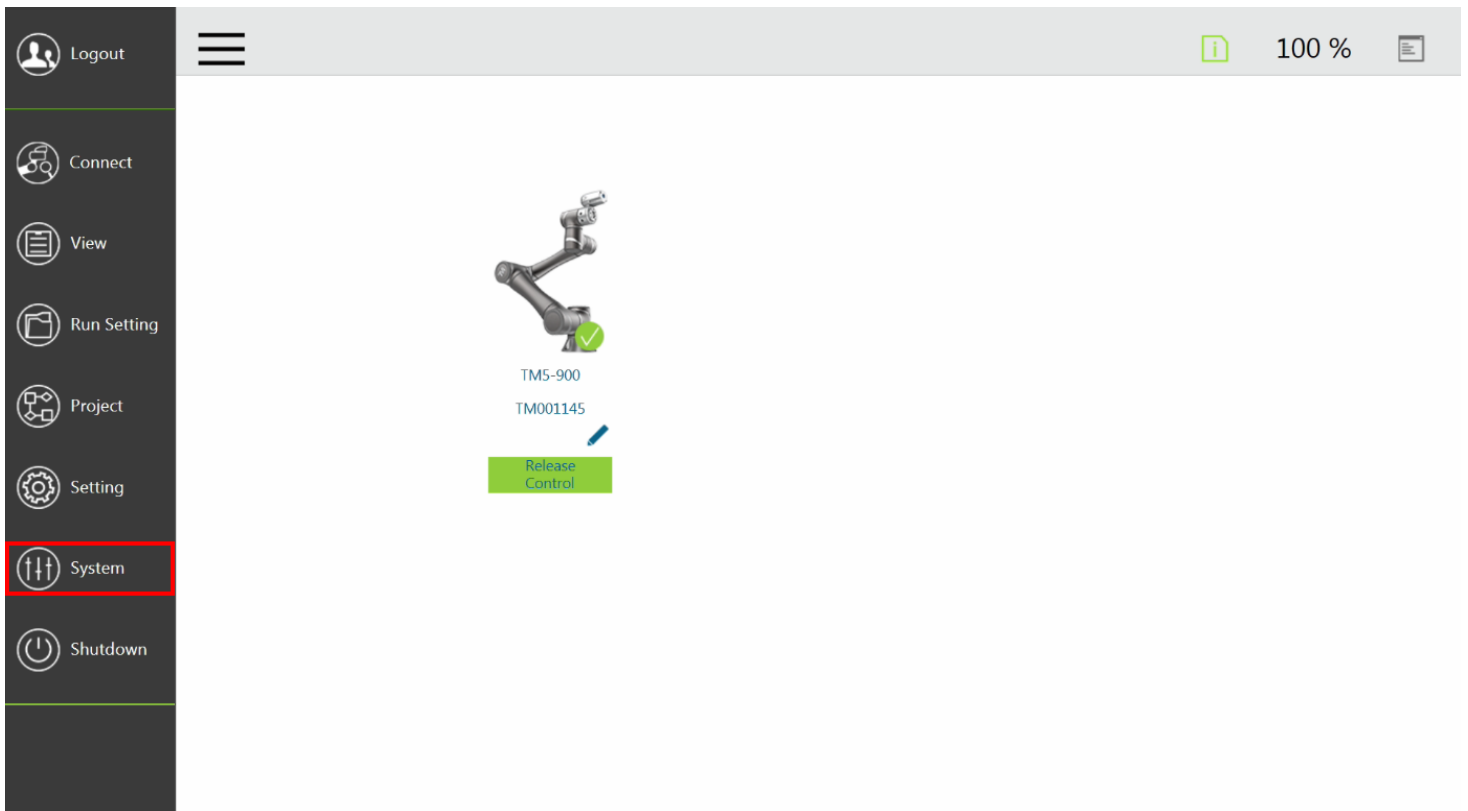 Logout
100 %
Connect
View
Run Setting
Project
Setting
System
Shutdown
TM5-900
TM001145
Release
Control